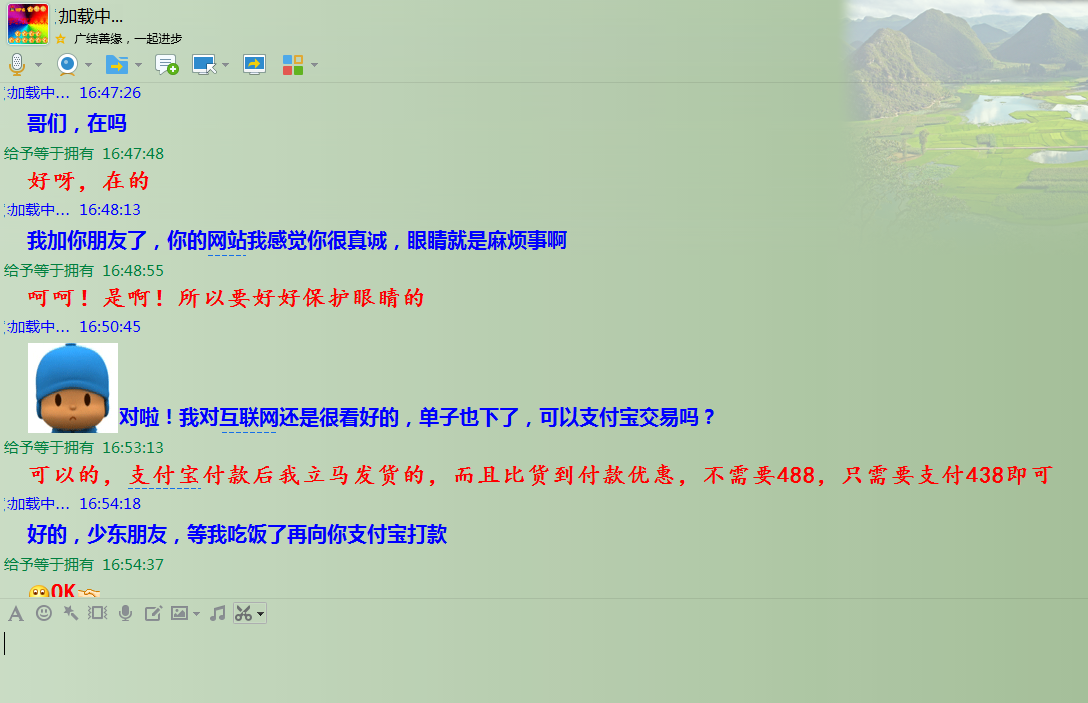 加载中...
广结善缘，一起进步
加载中... 16:47:26
哥们，在吗
给予等于拥有 16:47:48
好呀，在的
加载中... 16:48:13
我加你朋友了，你的网站我感觉你很真诚，眼睛就是麻烦事啊
给予等于拥有 16:48:55
呵呵！是啊！所以要好好保护眼睛的
加载中... 16:50:45
对啦！我对互联网还是很看好的，单子也下了，可以支付宝交易吗？
给予等于拥有 16:53:13
可以的，支付宝付款后我立马发货的，而且比货到付款优惠，不需要488，只需要支付438即可
加载中... 16:54:18
好的，少东朋友，等我吃饭了再向你支付宝打款
给予等于拥有 16:54:37
OK